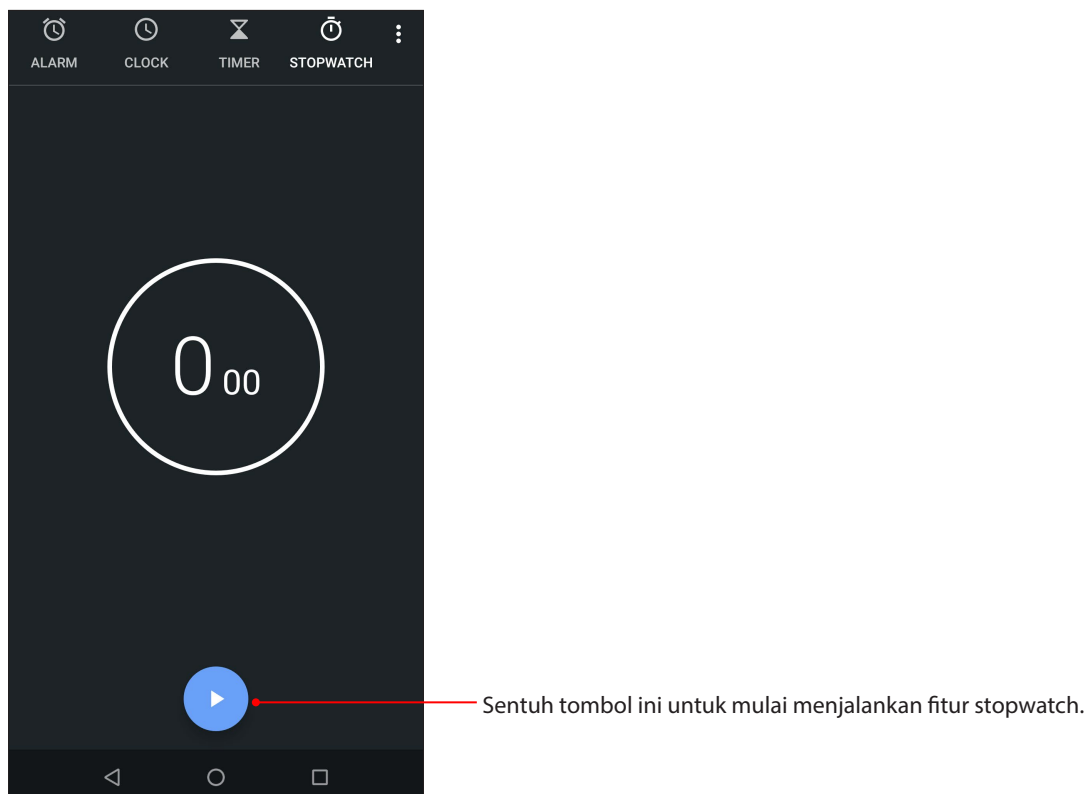 ALARM CLOCK TIMER STOPWATCH
0 00
Sentuh tombol ini untuk mulai menjalankan fitur stopwatch.